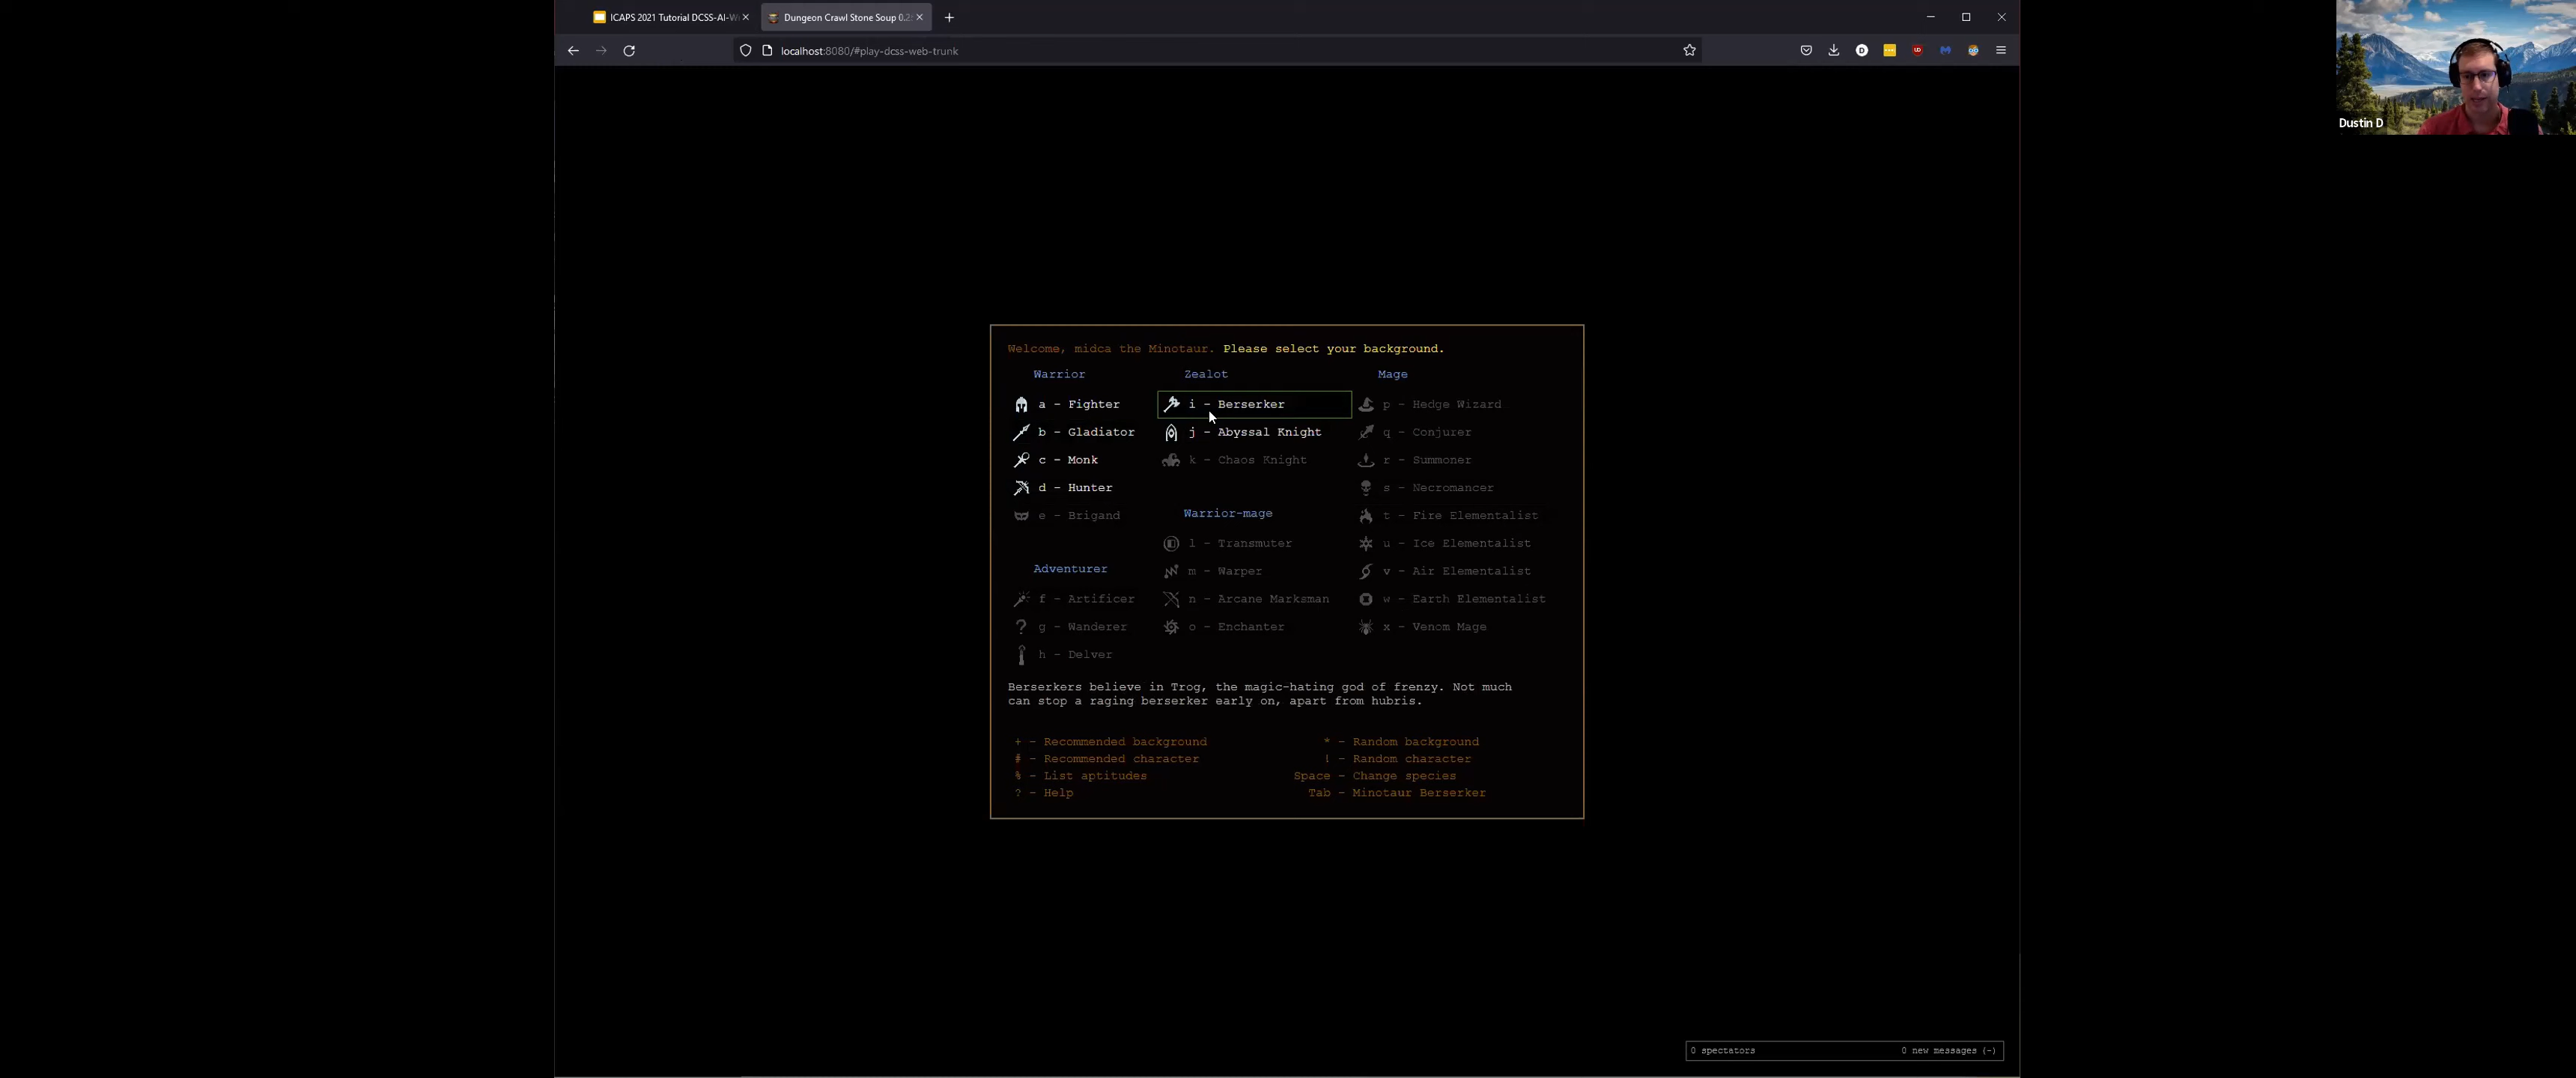 ICAPS 2021 Tutorial DCSS-AI-W
Dungeon Crawl Stone Soup 0.2
localhost:8080/#play-dcss-web-trunk
Dustin D
Welcome, midca the Minotaur. Please select your background.
Warrior
a - Fighter
b - Gladiator
c - Monk
d - Hunter
e - Brigand
Adventurer
f - Artificer
g - Wanderer
h - Delver
Zealot
i - Berserker
j - Abyssal Knight
k - Chaos Knight
Warrior-mage
l - Transmuter
m - Warper
n - Arcane Marksman
o - Enchanter
Mage
p - Hedge Wizard
q - Conjurer
r - Summoner
s - Necromancer
t - Fire Elementalist
u - Ice Elementalist
v - Air Elementalist
w - Earth Elementalist
x - Venom Mage
Berserkers believe in Trog, the magic-hating god of frenzy. Not much
can stop a raging berserker early on, apart from hubris.
+ - Recommended background
# - Recommended character
% - List aptitudes
? - Help
* - Random background
! - Random character
Space - Change species
Tab - Minotaur Berserker
0 spectators
0 new messages (-)